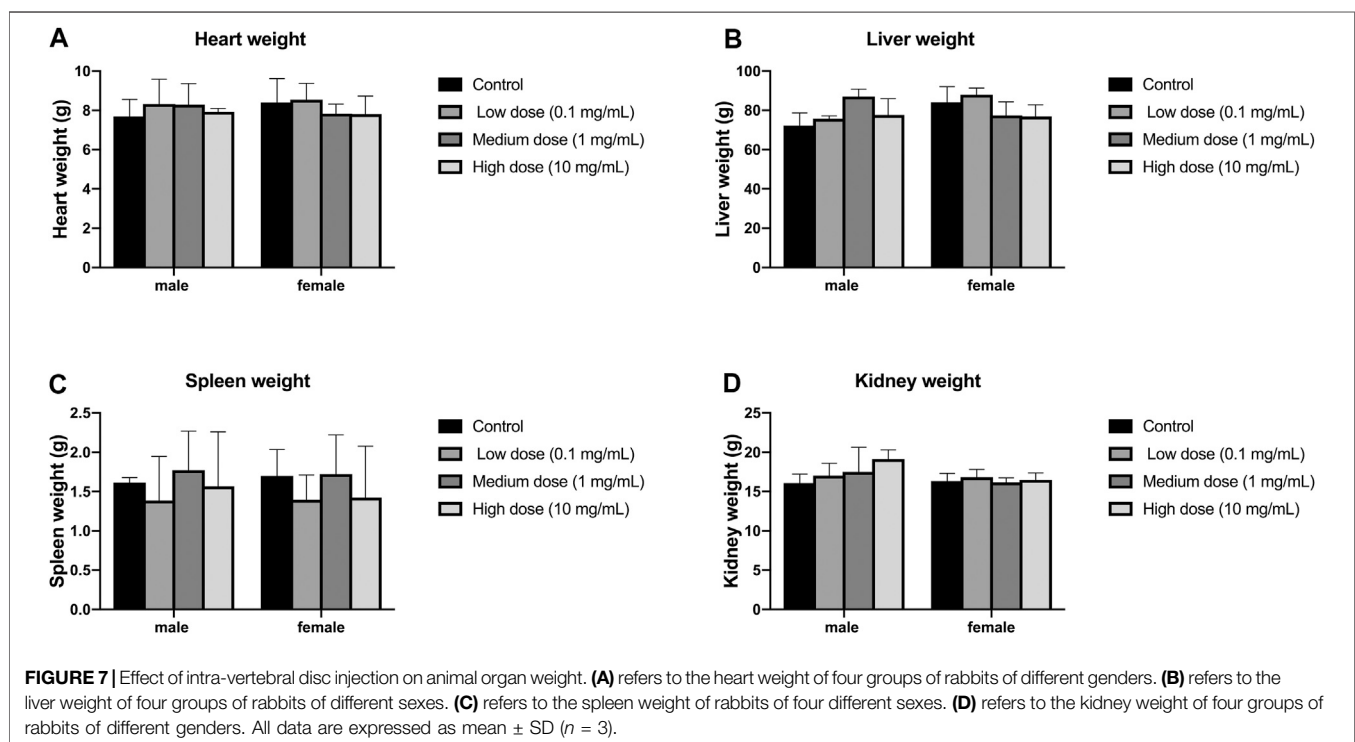 A
Heart weight
Heart weight (g)
10
8
6
4
2
0
male
female
Control
Low dose (0.1 mg/mL)
Medium dose (1 mg/mL)
High dose (10 mg/mL)
B
Liver weight
Liver weight (g)
100
80
60
40
20
0
male
female
Control
Low dose (0.1 mg/mL)
Medium dose (1 mg/mL)
High dose (10 mg/mL)
C
Spleen weight
Spleen weight (g)
2.5
2.0
1.5
1.0
0.5
0.0
male
female
Control
Low dose (0.1 mg/mL)
Medium dose (1 mg/mL)
High dose (10 mg/mL)
D
Kidney weight
Kidney weight (g)
25
20
15
10
5
0
male
female
Control
Low dose (0.1 mg/mL)
Medium dose (1 mg/mL)
High dose (10 mg/mL)
FIGURE 7 | Effect of intra-vertebral disc injection on animal organ weight. (A) refers to the heart weight of four groups of rabbits of different genders. (B) refers to the
liver weight of four groups of rabbits of different sexes. (C) refers to the spleen weight of rabbits of four different sexes. (D) refers to the kidney weight of four groups of
rabbits of different genders. All data are expressed as mean ± SD (n = 3).